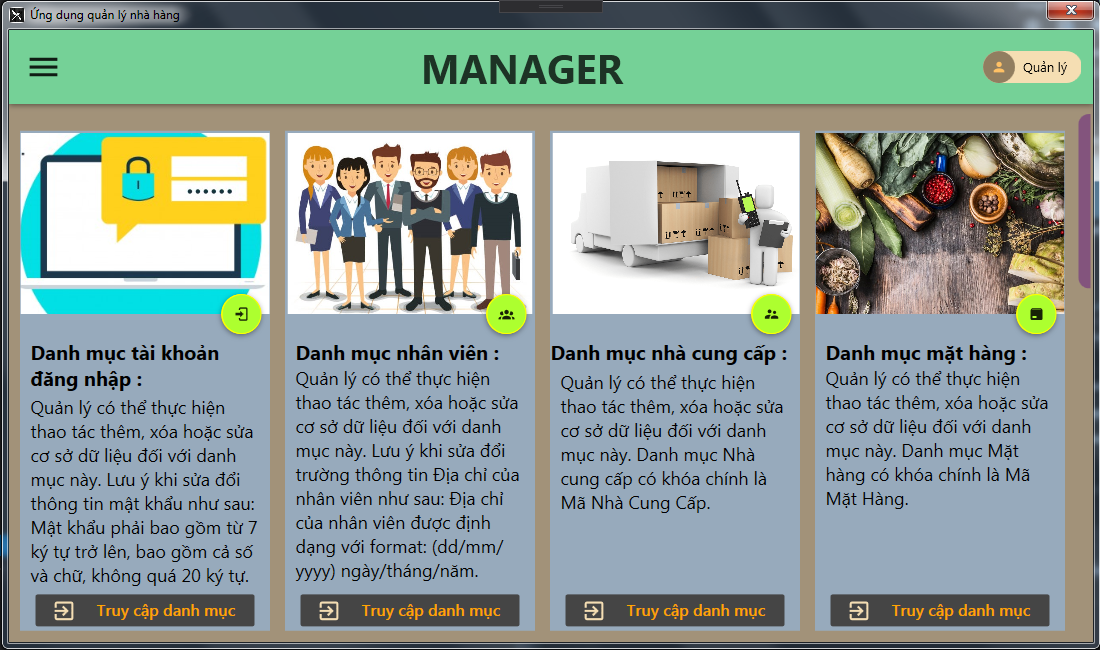 Ứng dụng quản lý nhà hàng
MANAGER
Quản lý
Danh mục tài khoản
đăng nhập :
Quản lý có thể thực hiện
thao tác thêm, xóa hoặc sửa
cơ sở dữ liệu đối với danh
mục này. Lưu ý khi sửa đổi
thông tin mật khẩu như sau:
Mật khẩu phải bao gồm từ 7
ký tự trở lên, bao gồm cả số
và chữ, không quá 20 ký tự.
Truy cập danh mục
Danh mục nhân viên :
Quản lý có thể thực hiện
thao tác thêm, xóa hoặc sửa
cơ sở dữ liệu đối với danh
mục này. Lưu ý khi sửa đổi
trường thông tin Địa chỉ của
nhân viên như sau: Địa chỉ
của nhân viên được định
dạng với format: (dd/mm/
yyyy) ngày/tháng/năm.
Truy cập danh mục
Danh mục nhà cung cấp :
Quản lý có thể thực hiện
thao tác thêm, xóa hoặc sửa
cơ sở dữ liệu đối với danh
mục này. Danh mục Nhà
cung cấp có khóa chính là
Mã Nhà Cung Cấp.
Truy cập danh mục
Danh mục mặt hàng :
Quản lý có thể thực hiện
thao tác thêm, xóa hoặc sửa
cơ sở dữ liệu đối với danh
mục này. Danh mục Mặt
hàng có khóa chính là Mã
Mặt Hàng.
Truy cập danh mục